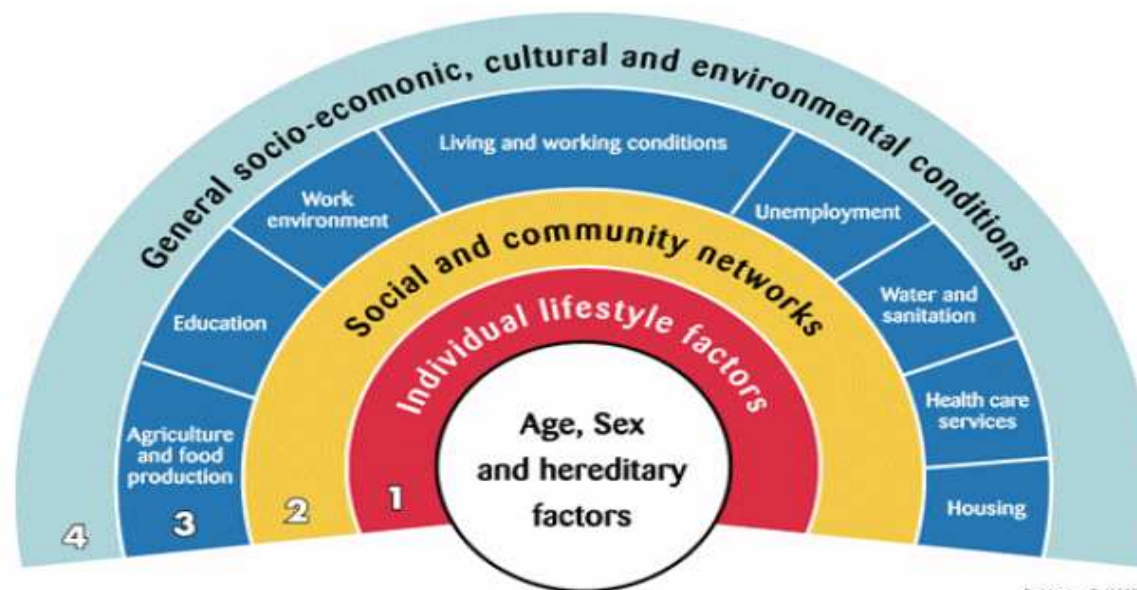 General socio-ecomonic, cultural and environmental conditions
Living and working conditions
Work
environment
Unemployment
Education
Water and
sanitation
Agriculture
and food
production
Health care
services
Housing
Social and community networks
Individual lifestyle factors
Age, Sex
and hereditary
factors
4
3
2
1